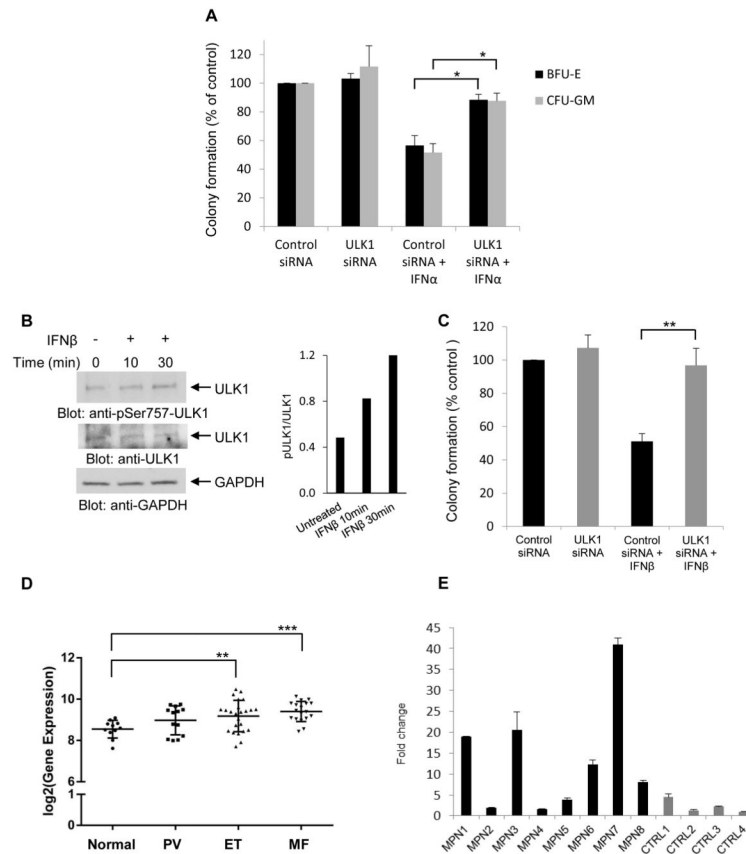 A
Colony formation (% of control)
120
100
80
60
40
20
0
*
*
BFU-E
CFU-GM
Control
siRNA
ULK1
siRNA
Control
siRNA +
IFNα
ULK1
siRNA + IFNα
B
IFNβ - + +
Time (min) 0 10 30
ULK1
Blot: anti-pSer757-ULK1
ULK1
Blot: anti-ULK1
GAPDH
Blot: anti-GAPDH
pULK1/ULK1
1.2
0.8
0.4
0.0
Untreated
IFNβ 10min
IFNβ 30min
C
Colony formation (% control )
120
100
80
60
40
20
0
**
Control
siRNA
ULK1
siRNA
Control
siRNA +
IFNβ
ULK1
siRNA +
IFNβ
D
log2(Gene Expression)
12
10
8
6
1
0
**
***
Normal PV ET MF
E
Fold change
45
40
35
30
25
20
15
10
5
0
MPN1
MPN2
MPN3
MPN4
MPN5
MPN6
MPN7
MPN8
CTRL1
CTRL2
CTRL3
CTRL4